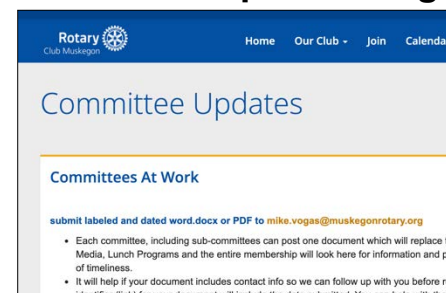 Rotary
Club Muskegon
Home Our Club Join
Committee Updates
Committees At Work
submit labeled and dated word.docx or PDF to mike.vogas@muskegonrotary.org
• Each committee, including sub-committees can post one document which will replace
Media, Lunch Programs and the entire membership will look here for information and
of timeliness.
• It will help if your document includes contact info so we can follow up with you before